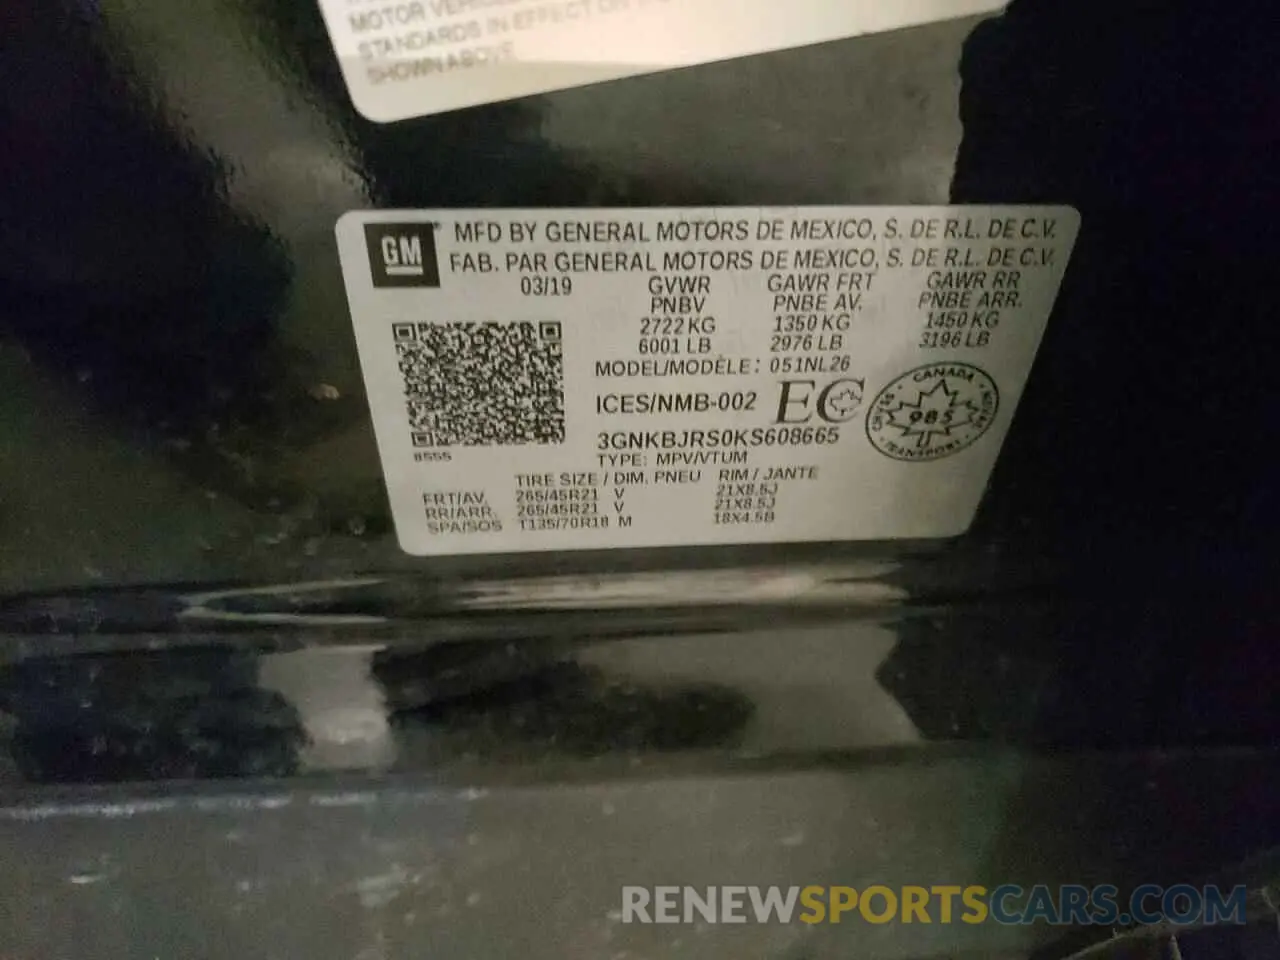 MOTOR VEHICLE
STANDARDS IN EFFECT ON
SHOWN ABOVE
GM
MFD BY GENERAL MOTORS DE MEXICO, S. DE R.L. DE C.V.
FAB. PAR GENERAL MOTORS DE MEXICO, S. DE R.L. DE C.V.
03/19 GVWR GAWR FRT GAWR RR
PNBV PNBE AV. PNBE ARR.
2722 KG 1350 KG 1450 KG
6001 LB 2976 LB 3196 LB
MODEL/MODÈLE: 051NL26
ICES/NMB-002 EC
CANADA
985
TRANSPORT
3GNKBJRS0KS608665
8555
TYPE: MPV/VTUM
TIRE SIZE / DIM. PNEU RIM / JANTE
FRT/AV. 265/45R21 V 21X8.5J
RR/ARR. 265/45R21 V 21X8.5J
SPA/SOS T135/70R18 M 18X4.5B
RENEWSPORTSCARS.COM